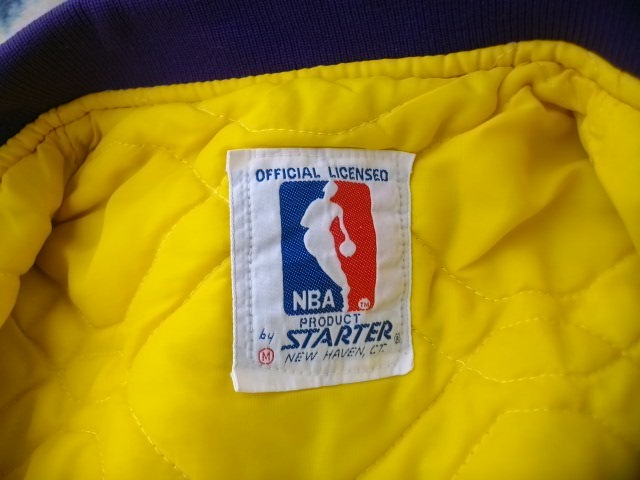 OFFICIAL LICENSED
NBA TM
PRODUCT
by STARTER ®
M NEW HAVEN, CT.